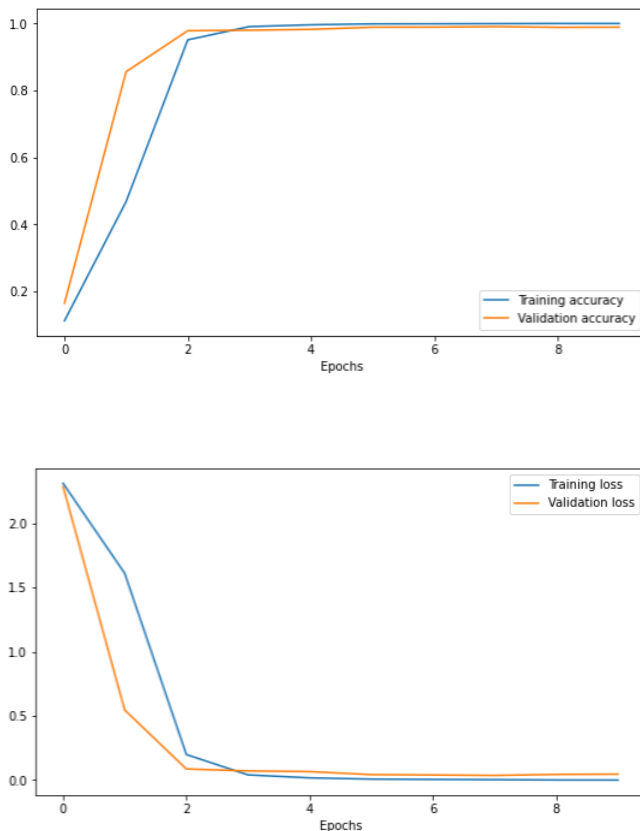 1.0
0.8
0.6
0.4
0.2
Training accuracy
Validation accuracy
0 2 4 6 8
Epochs
Training loss
Validation loss
2.0
1.5
1.0
0.5
0.0
0 2 4 6 8
Epochs